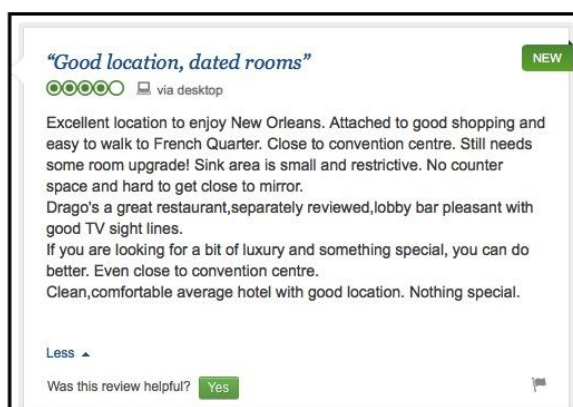 “Good location, dated rooms”
NEW
via desktop
Excellent location to enjoy New Orleans. Attached to good shopping and
easy to walk to French Quarter. Close to convention centre. Still needs
some room upgrade! Sink area is small and restrictive. No counter
space and hard to get close to mirror.
Drago's a great restaurant,separately reviewed,lobby bar pleasant with
good TV sight lines.
If you are looking for a bit of luxury and something special, you can do
better. Even close to convention centre.
Clean,comfortable average hotel with good location. Nothing special.
Less
Was this review helpful? Yes